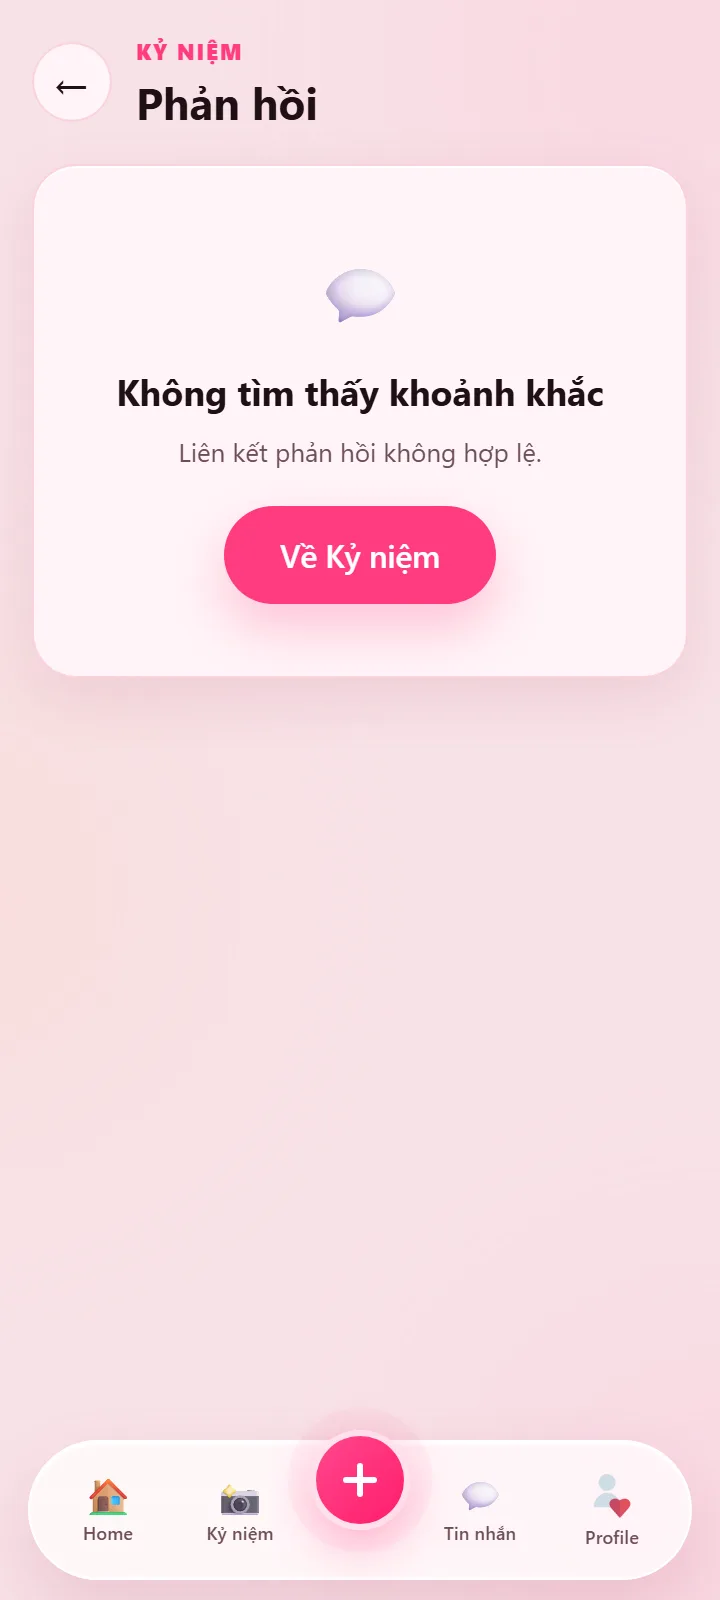 KỶ NIỆM
Phản hồi
Không tìm thấy khoảnh khắc
Liên kết phản hồi không hợp lệ.
Về Kỷ niệm
Home
Kỷ niệm
Tin nhắn
Profile